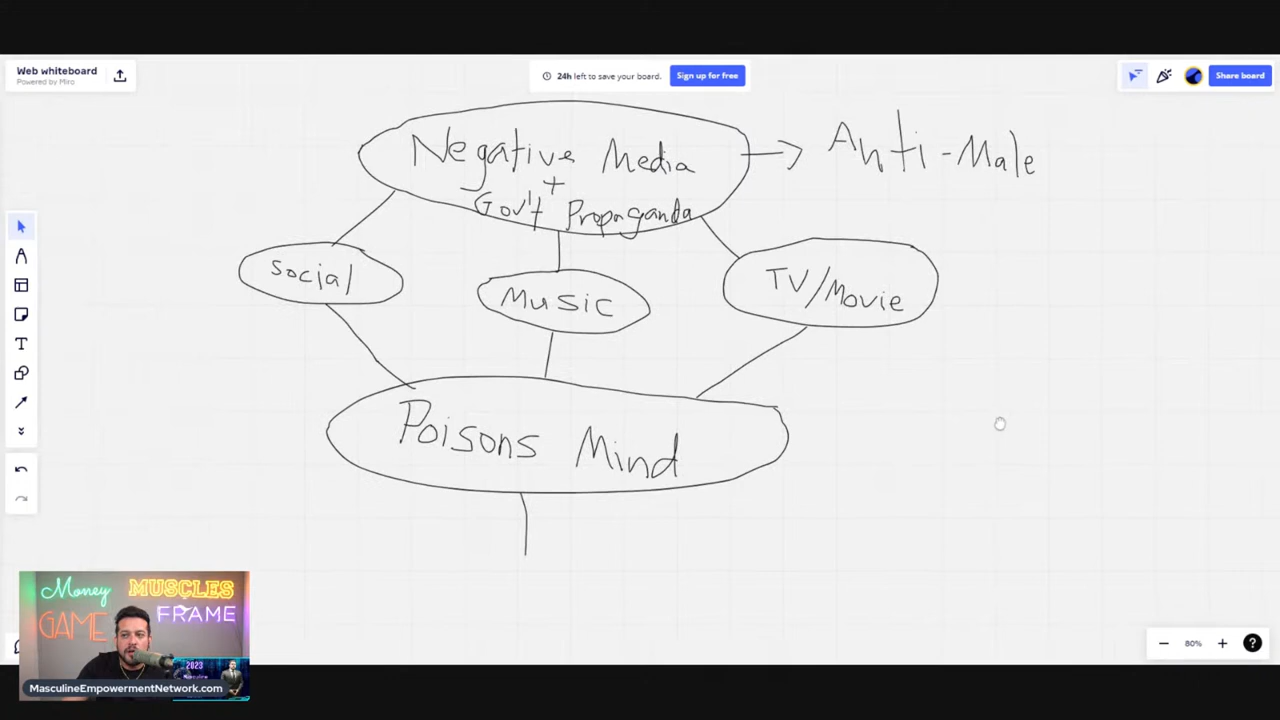 Web whiteboard
Powered by Miro
24h left to save your board.
Sign up for free
Share board
Negative Media
+
Gov't Propaganda
Anti-Male
Social
Music
TV/Movie
Poisons Mind
Money
MUSCLES
GAME
FRAME
2023
Masculine
MasculineEmpowermentNetwork.com
80%